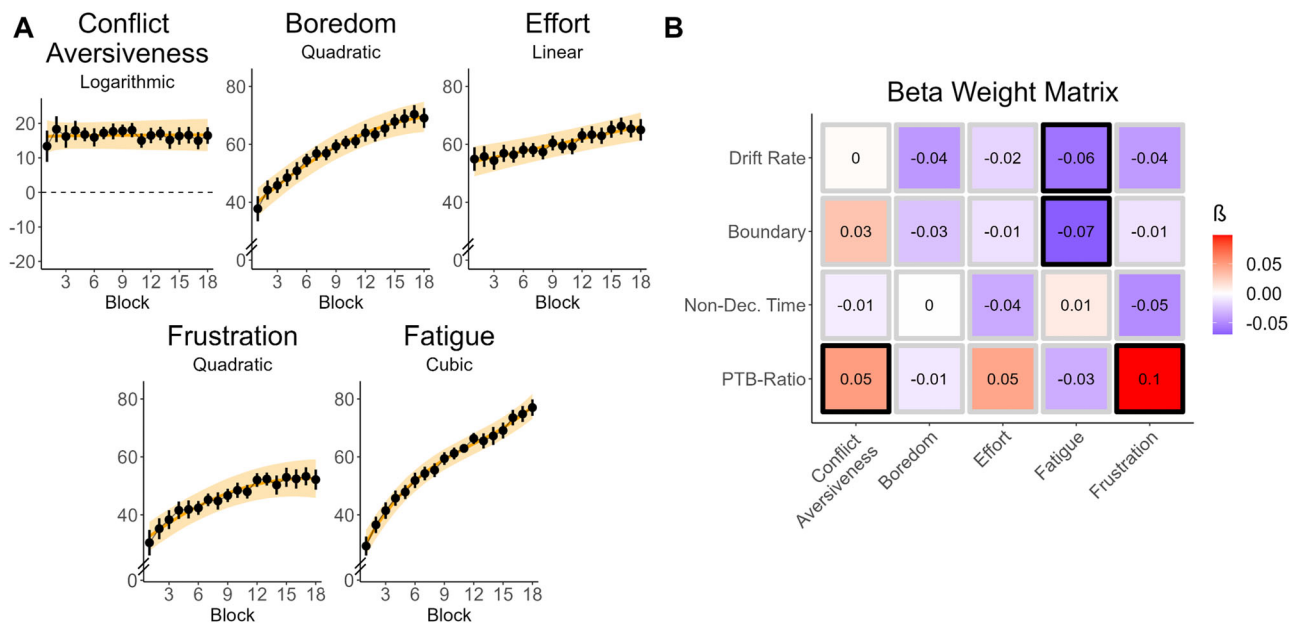 A
Conflict
Aversiveness
Logarithmic
20
10
0
-10
-20
3 6 9 12 15 18
Block
Boredom
Quadratic
80
60
40
0
3 6 9 12 15 18
Block
Effort
Linear
80
60
40
0
3 6 9 12 15 18
Block
Frustration
Quadratic
80
60
40
0
3 6 9 12 15 18
Block
Fatigue
Cubic
80
60
40
0
3 6 9 12 15 18
Block
B
Beta Weight Matrix
Drift Rate 0 -0.04 -0.02 -0.06 -0.04
Boundary 0.03 -0.03 -0.01 -0.07 -0.01
Non-Dec. Time -0.01 0 -0.04 0.01 -0.05
PTB-Ratio 0.05 -0.01 0.05 -0.03 0.1
Conflict
Aversiveness
Boredom
Effort
Fatigue
Frustration
ß
0.05
0.00
-0.05